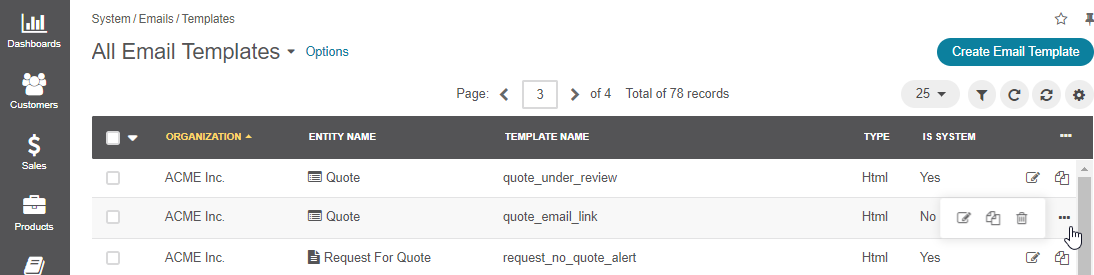 System / Emails / Templates
Dashboards
All Email Templates
Options
Create Email Template
Customers
Page: 3 of 4 Total of 78 records
25
ORGANIZATION ENTITY NAME TEMPLATE NAME TYPE IS SYSTEM
Sales
ACME Inc. Quote quote_under_review Html Yes
Products
ACME Inc. Quote quote_email_link Html No
ACME Inc. Request For Quote request_no_quote_alert Html Yes